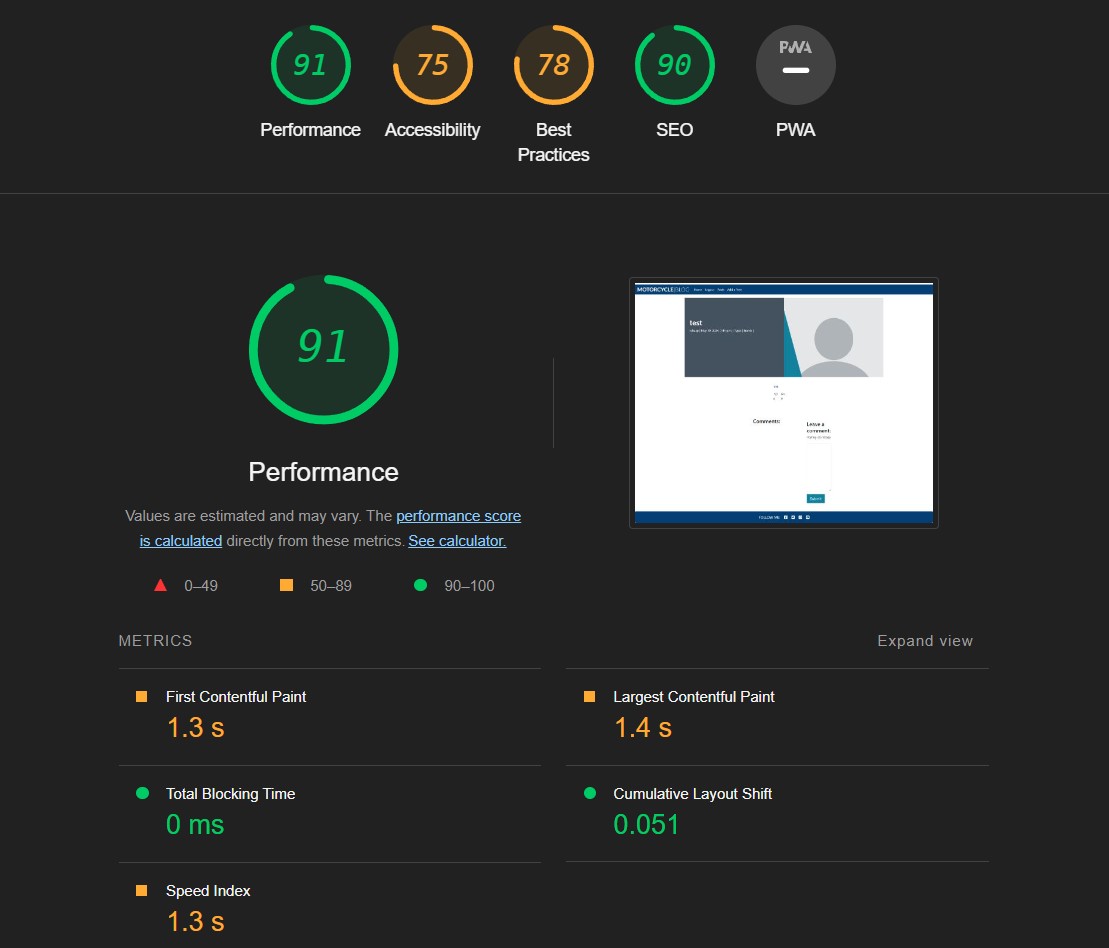 91
75
78
90
PWA
Performance
Accessibility
Best
Practices
SEO
PWA
91
Performance
Values are estimated and may vary. The performance score
is calculated directly from these metrics. See calculator.
0–49
50–89
90–100
MOTORCYCLE BLOG
test
Comments:
Leave a
comment:
Submit
FOLLOW ME:
METRICS
Expand view
First Contentful Paint
1.3 s
Largest Contentful Paint
1.4 s
Total Blocking Time
0 ms
Cumulative Layout Shift
0.051
Speed Index
1.3 s